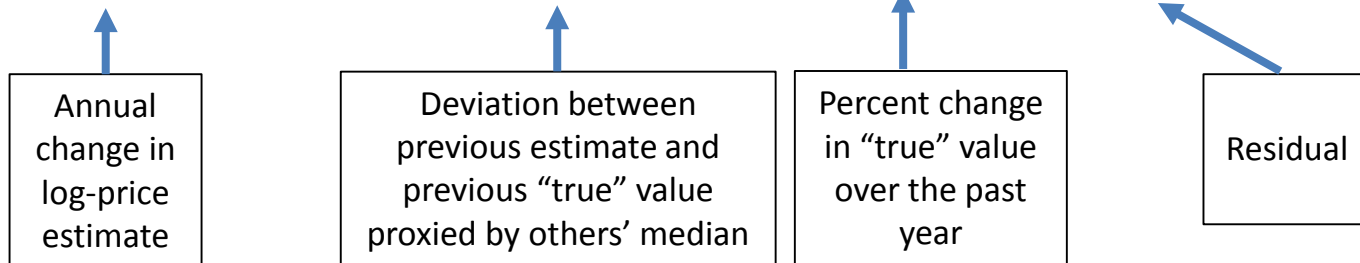 Annual
change in
log-price
estimate
Deviation between
previous estimate and
previous “true” value
proxied by others’ median
Percent change
in “true” value
over the past
year
Residual